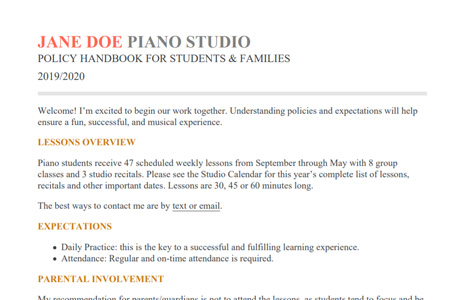 JANE DOE PIANO STUDIO
POLICY HANDBOOK FOR STUDENTS & FAMILIES
2019/2020
Welcome! I’m excited to begin our work together. Understanding policies and expectations will help
ensure a fun, successful, and musical experience.
LESSONS OVERVIEW
Piano students receive 47 scheduled weekly lessons from September through May with 8 group
classes and 3 studio recitals. Please see the Studio Calendar for this year’s complete list of lessons,
recitals and other important dates. Lessons are 30, 45 or 60 minutes long.
The best ways to contact me are by text or email.
EXPECTATIONS
• Daily Practice: this is the key to a successful and fulfilling learning experience.
• Attendance: Regular and on-time attendance is required.
PARENTAL INVOLVEMENT
My recommendation for parents/guardians is not to attend the lessons, as students tend to focus and be